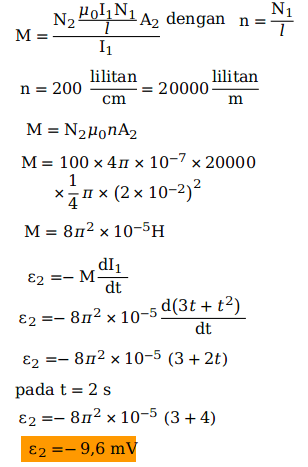 M = N₂ (μ₀I₁N₁ / l) A₂ / I₁ dengan n = N₁ / l
n = 200 lilitan / cm = 20000 lilitan / m
M = N₂μ₀nA₂
M = 100 × 4π × 10⁻⁷ × 20000
× 1/4 π × (2 × 10⁻²)²
M = 8π² × 10⁻⁵H
ε₂ =− M dI₁ / dt
ε₂ =− 8π² × 10⁻⁵ d(3t + t²) / dt
ε₂ =− 8π² × 10⁻⁵ (3 + 2t)
pada t = 2 s
ε₂ =− 8π² × 10⁻⁵ (3 + 4)
ε₂ =− 9,6 mV